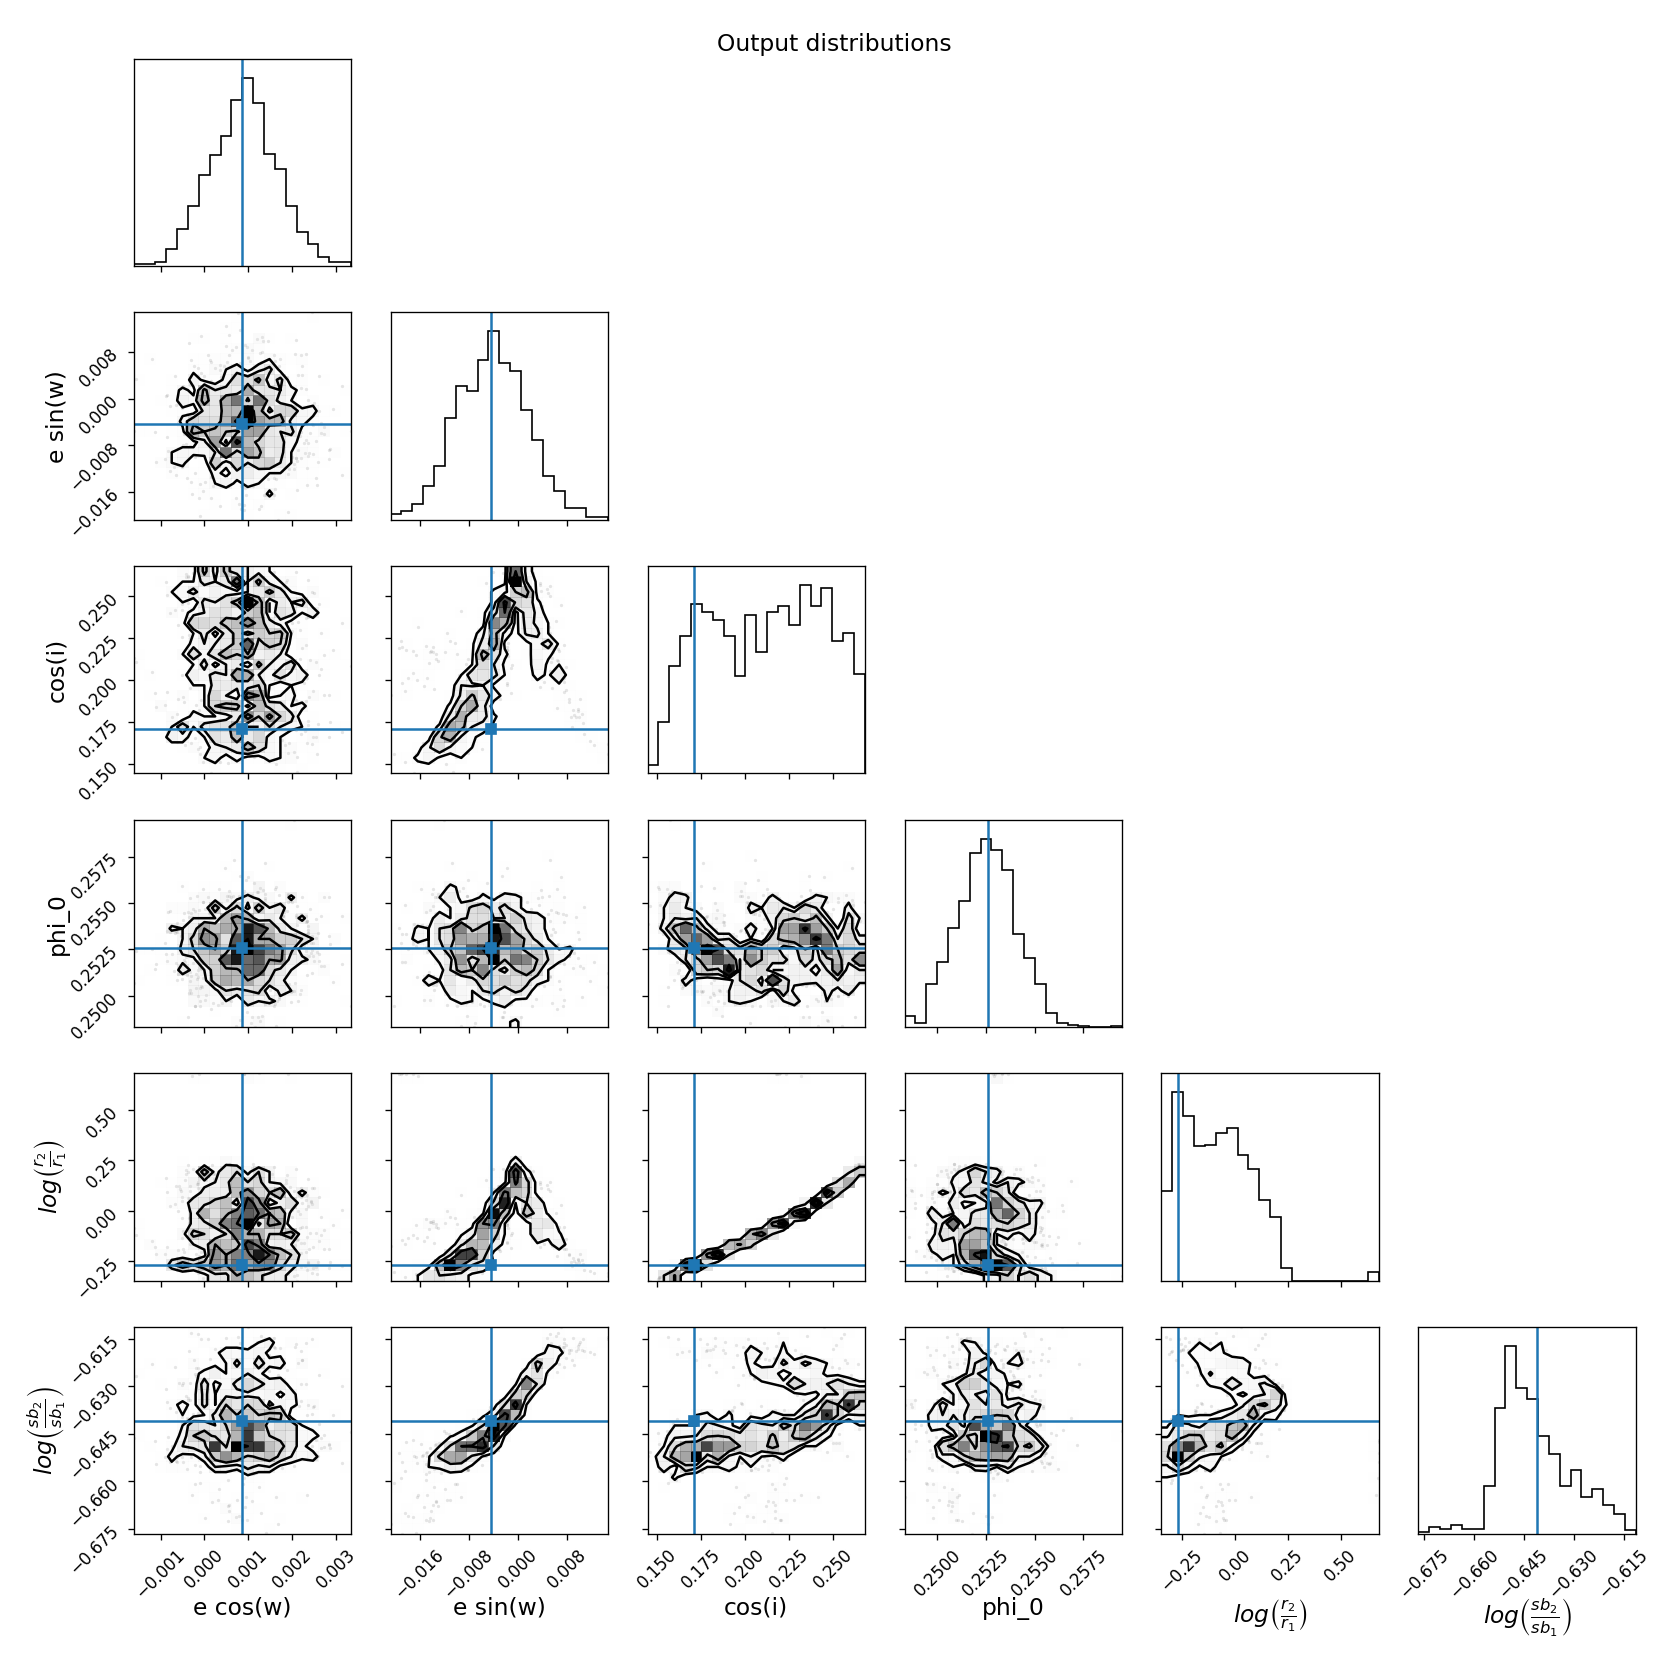 Output distributions
e sin(w)
0.008
0.000
−0.008
−0.016
cos(i)
0.250
0.225
0.200
0.175
0.150
phi_0
0.2575
0.2550
0.2525
0.2500
log(r₂/r₁)
0.50
0.25
0.00
−0.25
log(sb₂/sb₁)
−0.615
−0.630
−0.645
−0.660
−0.675
−0.001 0.000 0.001 0.002 0.003
−0.016 −0.008 0.000 0.008
0.150 0.175 0.200 0.225 0.250
0.2500 0.2525 0.2550 0.2575
−0.25 0.00 0.25 0.50
−0.675 −0.660 −0.645 −0.630 −0.615
e cos(w) e sin(w) cos(i) phi_0 log(r₂/r₁) log(sb₂/sb₁)